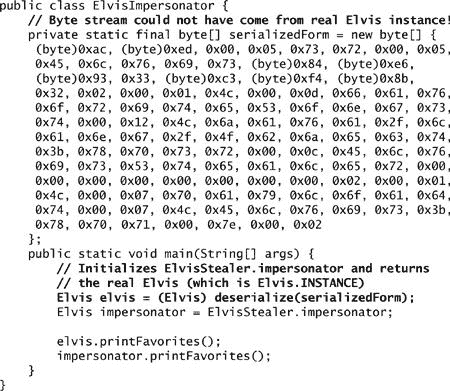 public class ElvisImpersonator {
// Byte stream could not have come from real Elvis instance!
private static final byte[] serializedForm = new byte[] {
(byte)0xac, (byte)0xed, 0x00, 0x05, 0x73, 0x72, 0x00, 0x05,
0x45, 0x6c, 0x76, 0x69, 0x73, (byte)0x84, (byte)0xe6,
(byte)0x93, 0x33, (byte)0xc3, (byte)0xf4, (byte)0x8b,
0x32, 0x02, 0x00, 0x01, 0x4c, 0x00, 0x0d, 0x66, 0x61, 0x76,
0x6f, 0x72, 0x69, 0x74, 0x65, 0x53, 0x6f, 0x6e, 0x67, 0x73,
0x74, 0x00, 0x12, 0x4c, 0x6a, 0x61, 0x76, 0x61, 0x2f, 0x6c,
0x61, 0x6e, 0x67, 0x2f, 0x4f, 0x62, 0x6a, 0x65, 0x63, 0x74,
0x3b, 0x78, 0x70, 0x73, 0x72, 0x00, 0x0c, 0x45, 0x6c, 0x76,
0x69, 0x73, 0x53, 0x74, 0x65, 0x61, 0x6c, 0x65, 0x72, 0x00,
0x00, 0x00, 0x00, 0x00, 0x00, 0x00, 0x00, 0x02, 0x00, 0x01,
0x4c, 0x00, 0x07, 0x70, 0x61, 0x79, 0x6c, 0x6f, 0x61, 0x64,
0x74, 0x00, 0x07, 0x4c, 0x45, 0x6c, 0x76, 0x69, 0x73, 0x3b,
0x78, 0x70, 0x71, 0x00, 0x7e, 0x00, 0x02
};
public static void main(String[] args) {
// Initializes ElvisStealer.impersonator and returns
// the real Elvis (which is Elvis.INSTANCE)
Elvis elvis = (Elvis) deserialize(serializedForm);
Elvis impersonator = ElvisStealer.impersonator;
elvis.printFavorites();
impersonator.printFavorites();
}
}